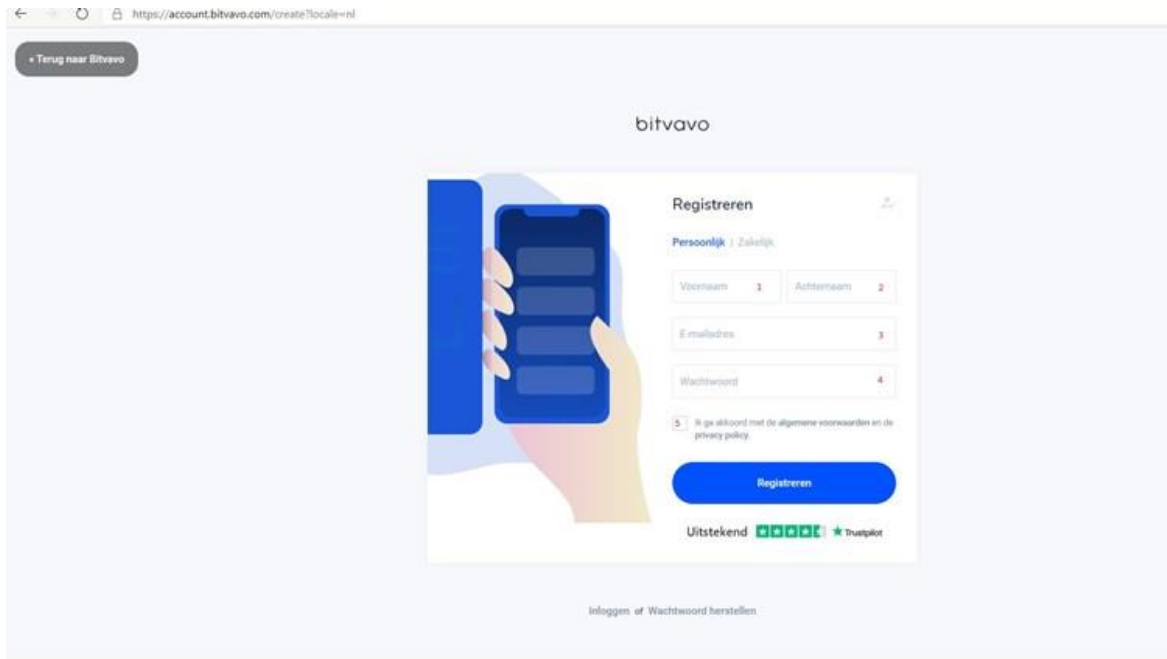 https://account.bitvavo.com/create?locale=nl
« Terug naar Bitvavo
bitvavo
Registreren
Persoonlijk | Zakelijk
Voornaam 1 Achternaam 2
E-mailadres 3
Wachtwoord 4
5 Ik ga akkoord met de algemene voorwaarden en de
privacy policy.
Registreren
Uitstekend Trustpilot
Inloggen of Wachtwoord herstellen